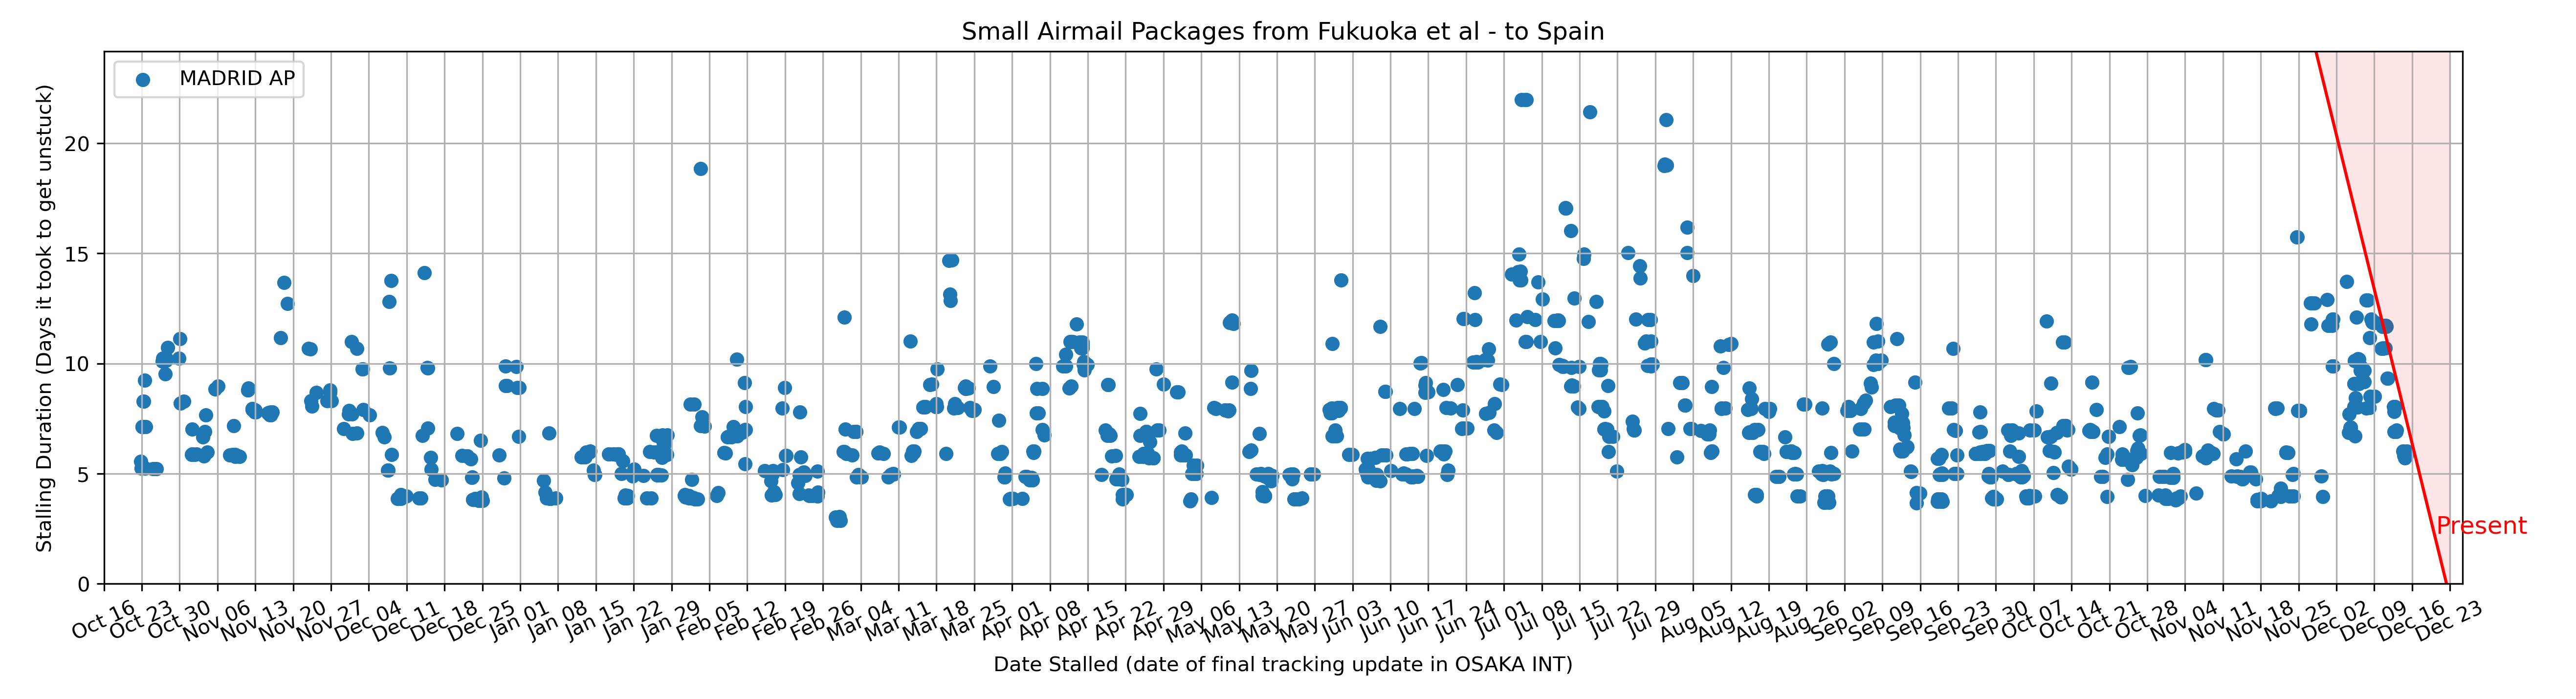 Small Airmail Packages from Fukuoka et al - to Spain
MADRID AP
Stalling Duration (Days it took to get unstuck)
20
15
10
5
0
Present
Oct 16
Oct 23
Oct 30
Nov 06
Nov 13
Nov 20
Nov 27
Dec 04
Dec 11
Dec 18
Dec 25
Jan 01
Jan 08
Jan 15
Jan 22
Jan 29
Feb 05
Feb 12
Feb 19
Feb 26
Mar 04
Mar 11
Mar 18
Mar 25
Apr 01
Apr 08
Apr 15
Apr 22
Apr 29
May 06
May 13
May 20
May 27
Jun 03
Jun 10
Jun 17
Jun 24
Jul 01
Jul 08
Jul 15
Jul 22
Jul 29
Aug 05
Aug 12
Aug 19
Aug 26
Sep 02
Sep 09
Sep 16
Sep 23
Sep 30
Oct 07
Oct 14
Oct 21
Oct 28
Nov 04
Nov 11
Nov 18
Nov 25
Dec 02
Dec 09
Dec 16
Dec 23
Date Stalled (date of final tracking update in OSAKA INT)